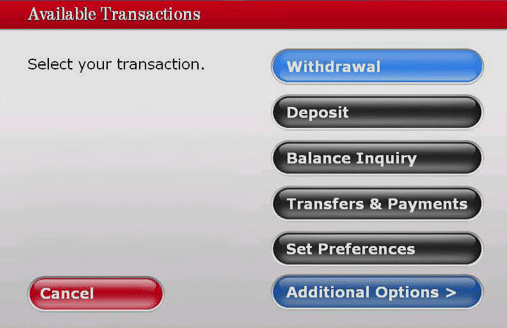 Available Transactions
Select your transaction.
Withdrawal
Deposit
Balance Inquiry
Transfers & Payments
Set Preferences
Cancel
Additional Options >